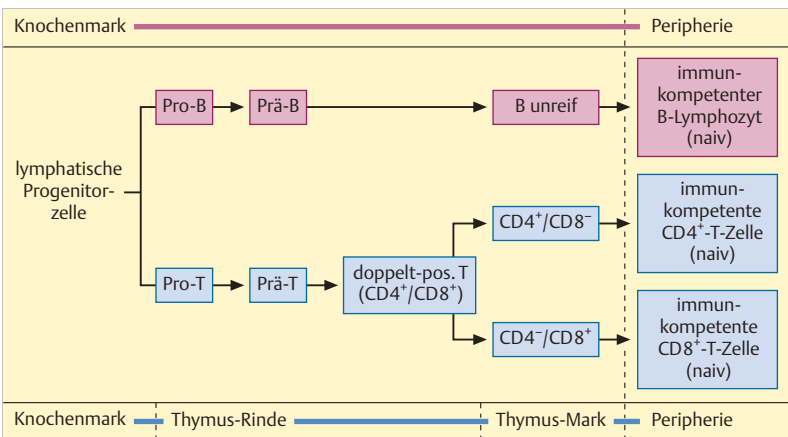 Knochenmark
Peripherie
Pro-B
Prä-B
B unreif
immun-
kompetenter
B-Lymphozyt
(naiv)
lymphatische
Progenitor-
zelle
Pro-T
Prä-T
doppelt-pos. T
(CD4⁺/CD8⁺)
CD4⁺/CD8⁻
immun-
kompetente
CD4⁺-T-Zelle
(naiv)
CD4⁻/CD8⁺
immun-
kompetente
CD8⁺-T-Zelle
(naiv)
Knochenmark
Thymus-Rinde
Thymus-Mark
Peripherie